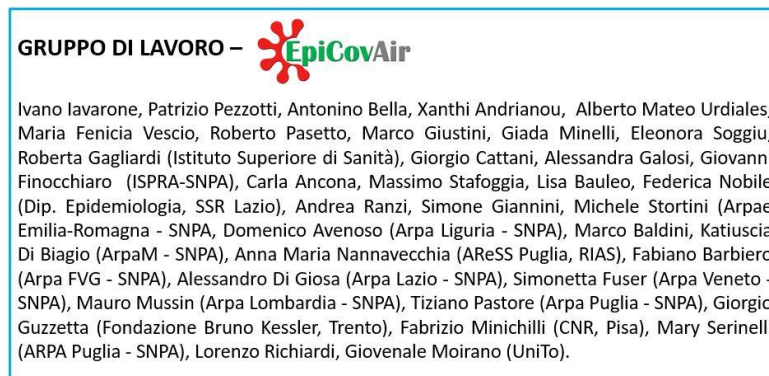 GRUPPO DI LAVORO – EpiCovAir
Ivano Iavarone, Patrizio Pezzotti, Antonino Bella, Xanthi Andrianou, Alberto Mateo Urdiales,
Maria Fenicia Vescio, Roberto Pasetto, Marco Giustini, Giada Minelli, Eleonora Soggiu,
Roberta Gagliardi (Istituto Superiore di Sanità), Giorgio Cattani, Alessandra Galosi, Giovann
Finocchiaro (ISPRA-SNPA), Carla Ancona, Massimo Stafoggia, Lisa Bauleo, Federica Nobile
(Dip. Epidemiologia, SSR Lazio), Andrea Ranzi, Simone Giannini, Michele Stortini (Arpae
Emilia-Romagna - SNPA, Domenico Avenoso (Arpa Liguria - SNPA), Marco Baldini, Katiuscia
Di Biagio (ArpaM - SNPA), Anna Maria Nannavecchia (AReSS Puglia, RIAS), Fabiano Barbiero
(Arpa FVG - SNPA), Alessandro Di Giosa (Arpa Lazio - SNPA), Simonetta Fuser (Arpa Veneto -
SNPA), Mauro Mussin (Arpa Lombardia - SNPA), Tiziano Pastore (Arpa Puglia - SNPA), Giorgio
Guzzetta (Fondazione Bruno Kessler, Trento), Fabrizio Minichilli (CNR, Pisa), Mary Serinell
(ARPA Puglia - SNPA), Lorenzo Richiardi, Giovenale Moirano (UniTo).